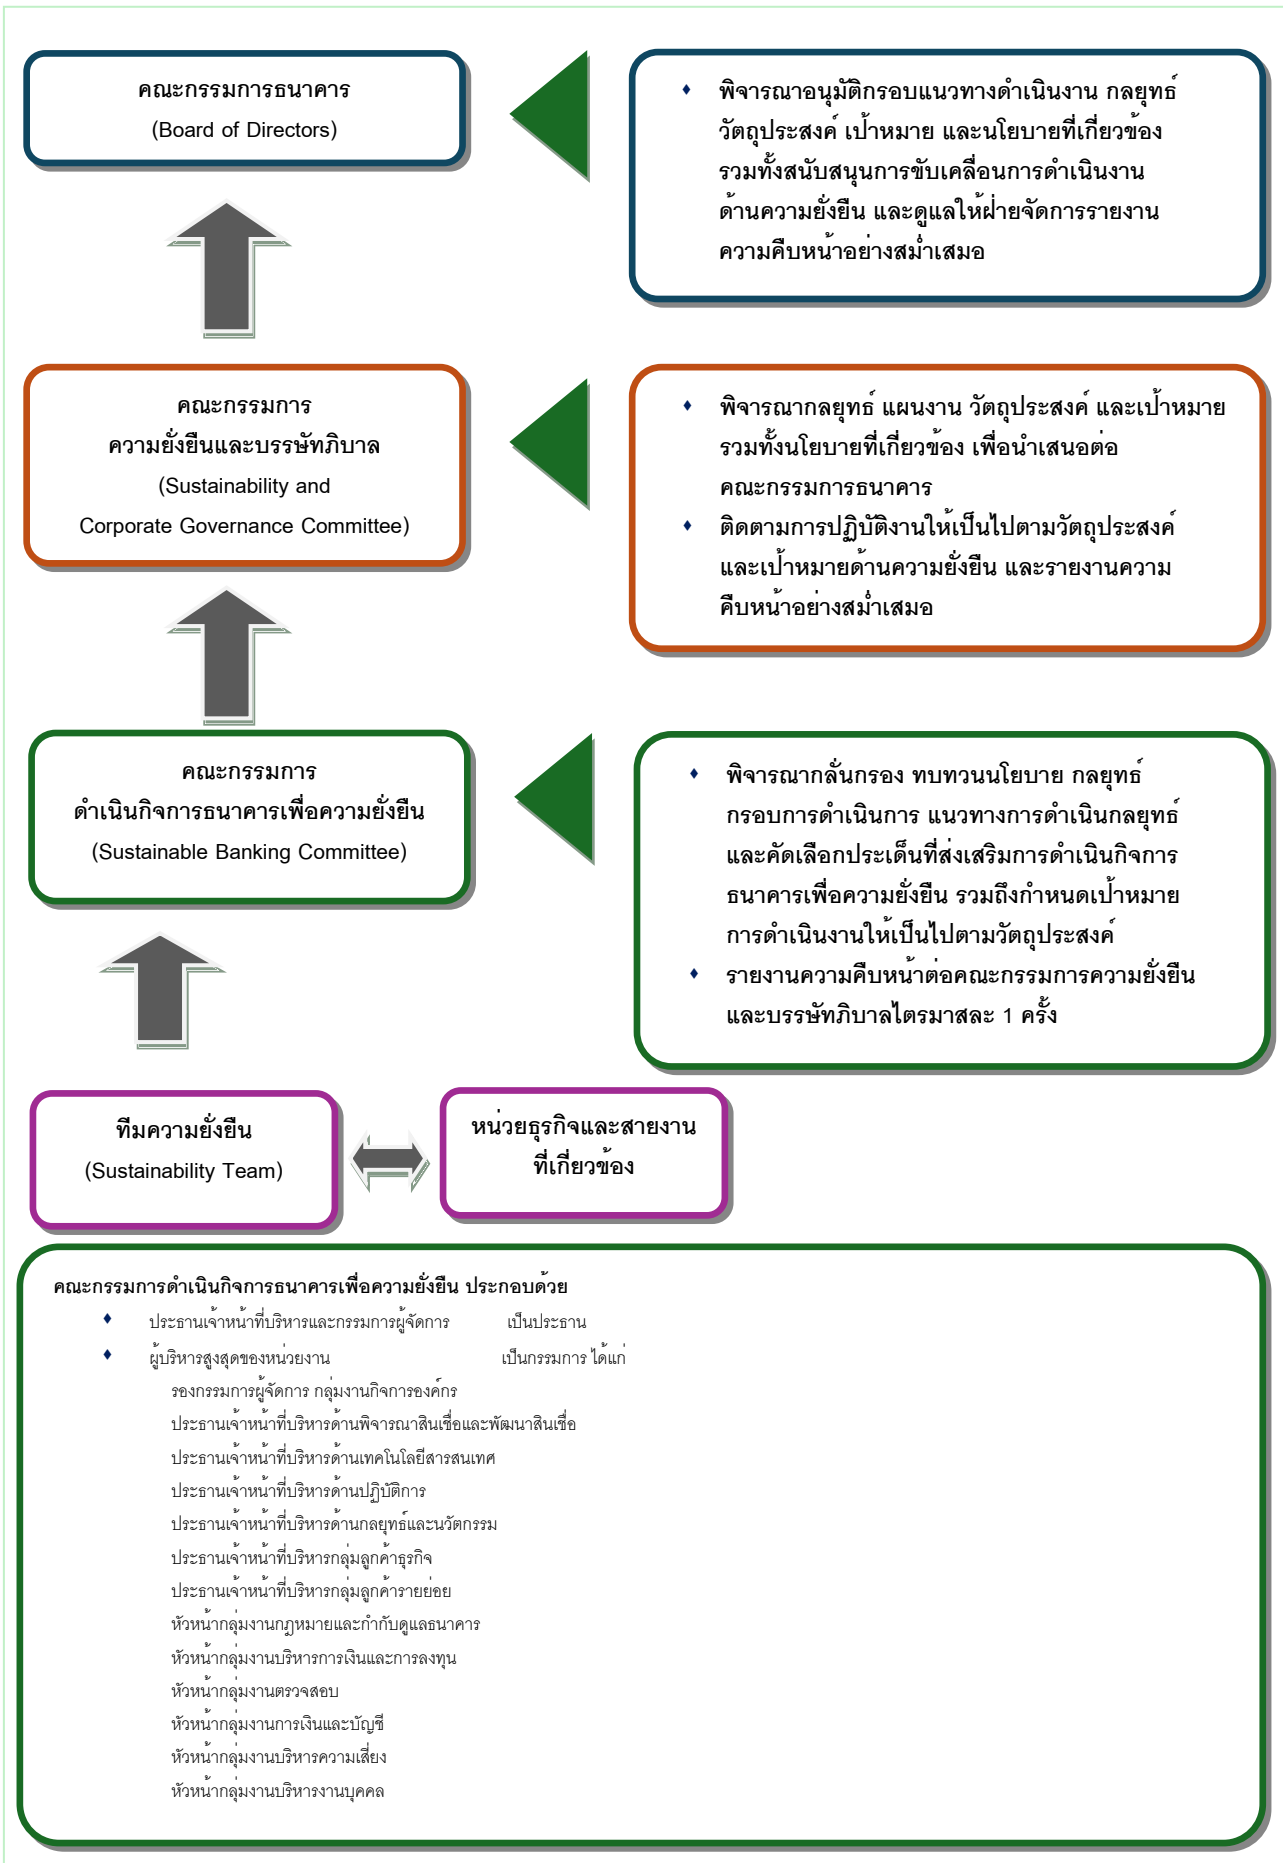 คณะกรรมการธนาคาร
(Board of Directors)
♦ พิจารณาอนุมัติกรอบแนวทางดำเนินงาน กลยุทธ์
วัตถุประสงค์ เป้าหมาย และนโยบายที่เกี่ยวข้อง
รวมทั้งสนับสนุนการขับเคลื่อนการดำเนินงาน
ด้านความยั่งยืน และดูแลให้ฝ่ายจัดการรายงาน
ความคืบหน้าอย่างสม่ำเสมอ
คณะกรรมการ
ความยั่งยืนและบรรษัทภิบาล
(Sustainability and
Corporate Governance Committee)
♦ พิจารณากลยุทธ์ แผนงาน วัตถุประสงค์ และเป้าหมาย
รวมทั้งนโยบายที่เกี่ยวข้อง เพื่อนำเสนอต่อ
คณะกรรมการธนาคาร
♦ ติดตามการปฏิบัติงานให้เป็นไปตามวัตถุประสงค์
และเป้าหมายด้านความยั่งยืน และรายงานความ
คืบหน้าอย่างสม่ำเสมอ
คณะกรรมการ
ดำเนินกิจการธนาคารเพื่อความยั่งยืน
(Sustainable Banking Committee)
♦ พิจารณากลั่นกรอง ทบทวนนโยบาย กลยุทธ์
กรอบการดำเนินการ แนวทางการดำเนินกลยุทธ์
และคัดเลือกประเด็นที่ส่งเสริมการดำเนินกิจการ
ธนาคารเพื่อความยั่งยืน รวมถึงกำหนดเป้าหมาย
การดำเนินงานให้เป็นไปตามวัตถุประสงค์
♦ รายงานความคืบหน้าต่อคณะกรรมการความยั่งยืน
และบรรษัทภิบาลไตรมาสละ 1 ครั้ง
ทีมความยั่งยืน
(Sustainability Team)
หน่วยธุรกิจและสายงาน
ที่เกี่ยวข้อง
คณะกรรมการดำเนินกิจการธนาคารเพื่อความยั่งยืน ประกอบด้วย
♦ ประธานเจ้าหน้าที่บริหารและกรรมการผู้จัดการ เป็นประธาน
♦ ผู้บริหารสูงสุดของหน่วยงาน เป็นกรรมการ ได้แก่
รองกรรมการผู้จัดการ กลุ่มงานกิจการองค์กร
ประธานเจ้าหน้าที่บริหารด้านพิจารณาสินเชื่อและพัฒนาสินเชื่อ
ประธานเจ้าหน้าที่บริหารด้านเทคโนโลยีสารสนเทศ
ประธานเจ้าหน้าที่บริหารด้านปฏิบัติการ
ประธานเจ้าหน้าที่บริหารด้านกลยุทธ์และนวัตกรรม
ประธานเจ้าหน้าที่บริหารกลุ่มลูกค้าธุรกิจ
ประธานเจ้าหน้าที่บริหารกลุ่มลูกค้ารายย่อย
หัวหน้ากลุ่มงานกฎหมายและกำกับดูแลธนาคาร
หัวหน้ากลุ่มงานบริหารการเงินและการลงทุน
หัวหน้ากลุ่มงานตรวจสอบ
หัวหน้ากลุ่มงานการเงินและบัญชี
หัวหน้ากลุ่มงานบริหารความเสี่ยง
หัวหน้ากลุ่มงานบริหารงานบุคคล